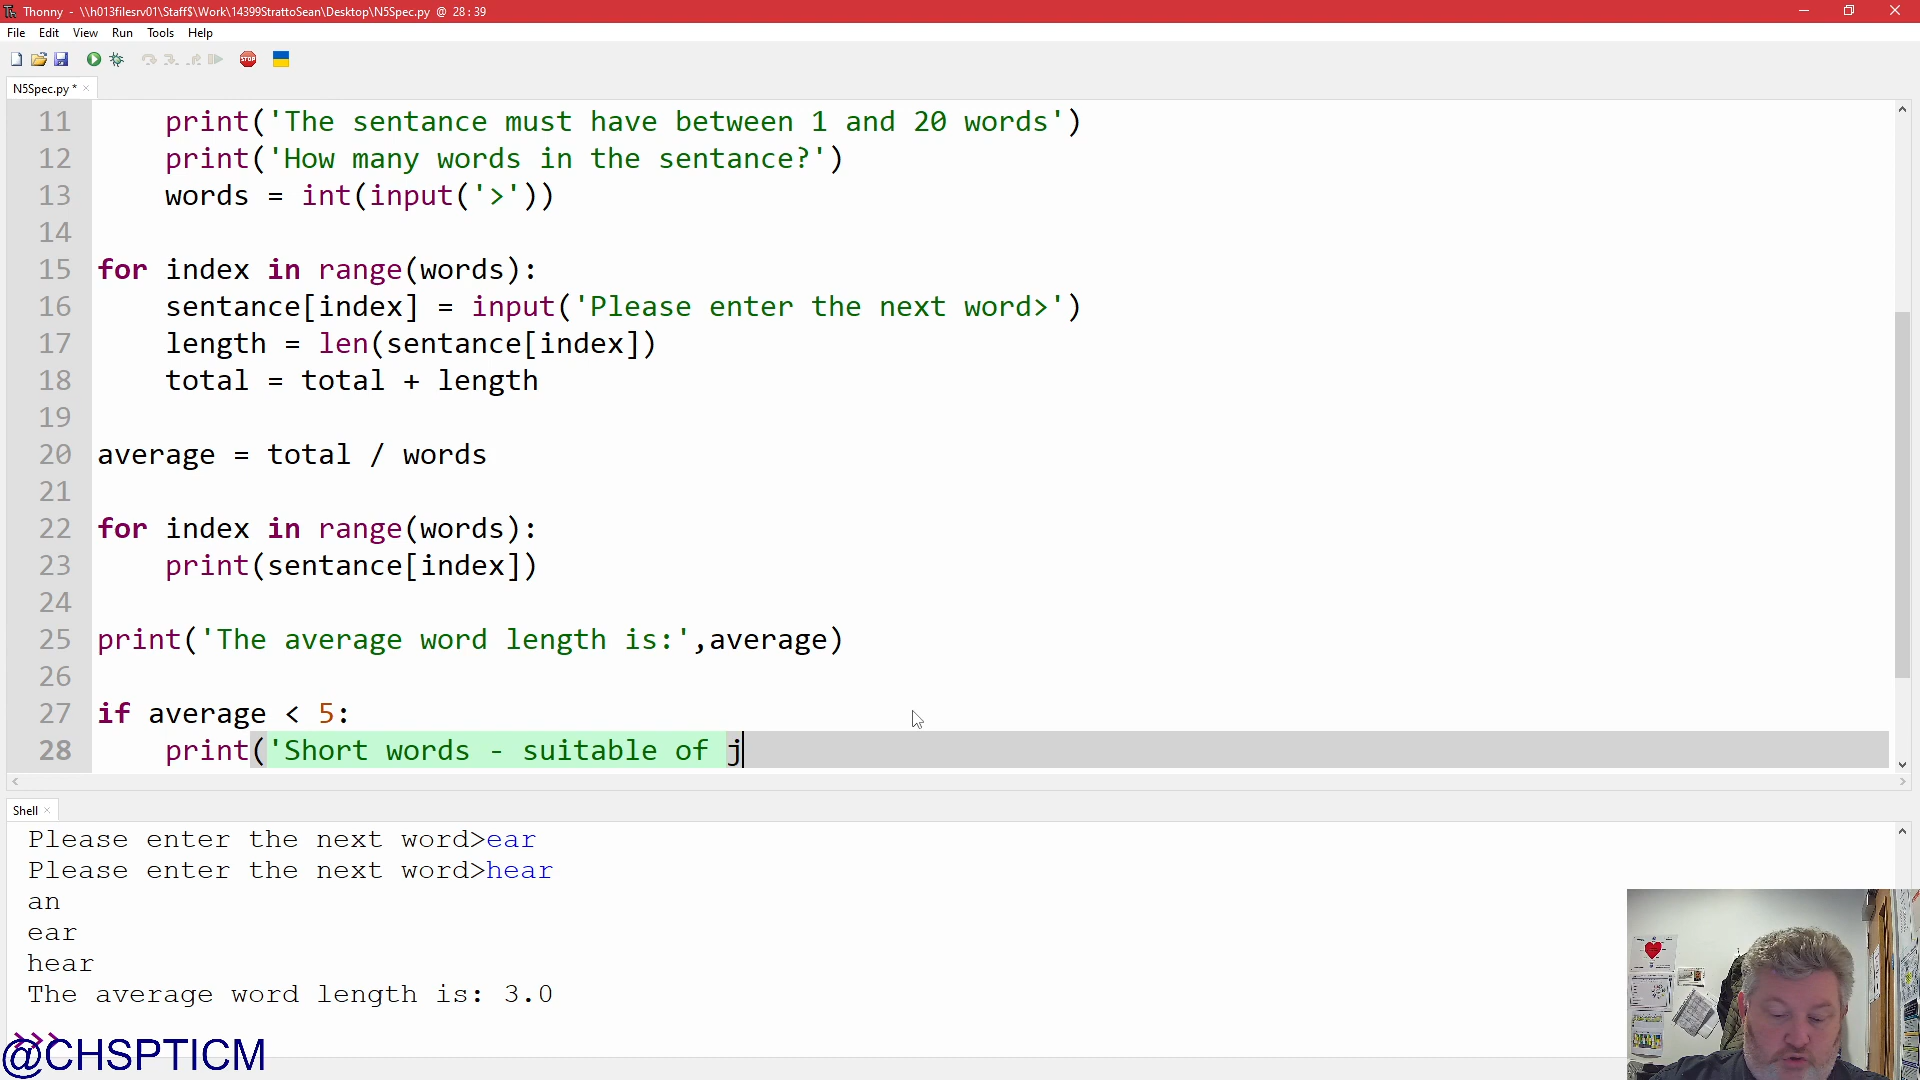 Thonny - \\h013filesrv01\Staff$\Work\14399StrattoSean\Desktop\N5Spec.py @ 28:39
File Edit View Run Tools Help
STOP
N5Spec.py *
11 print('The sentance must have between 1 and 20 words')
12 print('How many words in the sentance?')
13 words = int(input('>'))
14
15 for index in range(words):
16 sentance[index] = input('Please enter the next word>')
17 length = len(sentance[index])
18 total = total + length
19
20 average = total / words
21
22 for index in range(words):
23 print(sentance[index])
24
25 print('The average word length is:',average)
26
27 if average < 5:
28 print('Short words - suitable of j
Shell
Please enter the next word>ear
Please enter the next word>hear
an
ear
hear
The average word length is: 3.0
>>>
@CHSPTICM